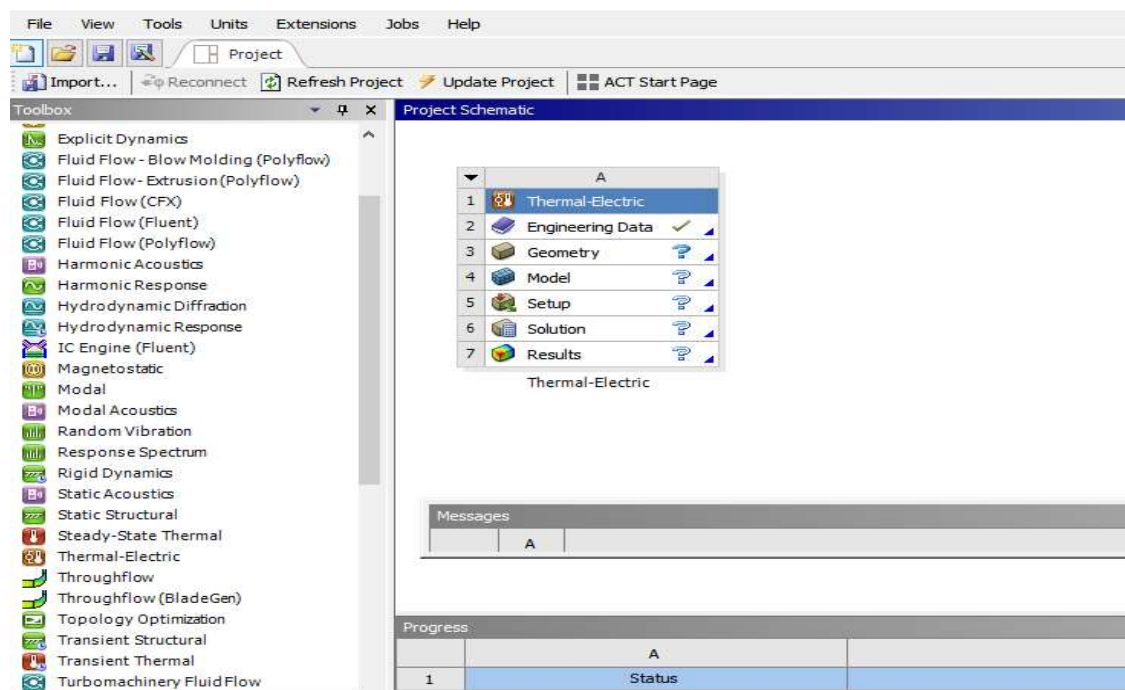 File View Tools Units Extensions Jobs Help
Project
Import... Reconnect Refresh Project Update Project ACT Start Page
Toolbox
Explicit Dynamics
Fluid Flow - Blow Molding (Polyflow)
Fluid Flow - Extrusion (Polyflow)
Fluid Flow (CFX)
Fluid Flow (Fluent)
Fluid Flow (Polyflow)
Harmonic Acoustics
Harmonic Response
Hydrodynamic Diffraction
Hydrodynamic Response
IC Engine (Fluent)
Magnetostatic
Modal
Modal Acoustics
Random Vibration
Response Spectrum
Rigid Dynamics
Static Acoustics
Static Structural
Steady-State Thermal
Thermal-Electric
Throughflow
Throughflow (BladeGen)
Topology Optimization
Transient Structural
Transient Thermal
Turbomachinery Fluid Flow
Project Schematic
A
1 Thermal-Electric
2 Engineering Data
3 Geometry
4 Model
5 Setup
6 Solution
7 Results
Thermal-Electric
Messages
A
Progress
A
1 Status